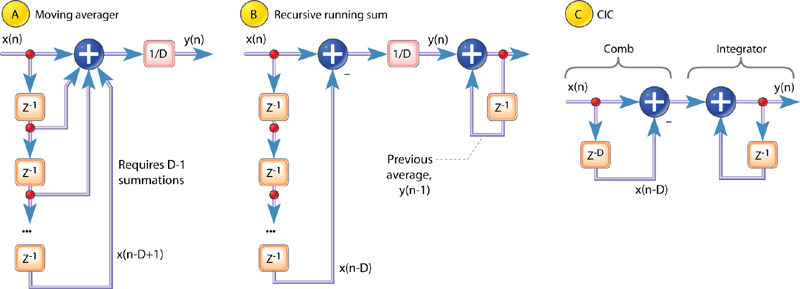 A Moving averager
x(n)
1/D
y(n)
Z-1
Z-1
Requires D-1
summations
...
Z-1
x(n-D+1)
B Recursive running sum
x(n)
−
1/D
y(n)
Z-1
Z-1
Z-1
Previous
average,
y(n-1)
...
Z-1
x(n-D)
C CIC
Comb
Integrator
x(n)
y(n)
−
Z-D
Z-1
x(n-D)